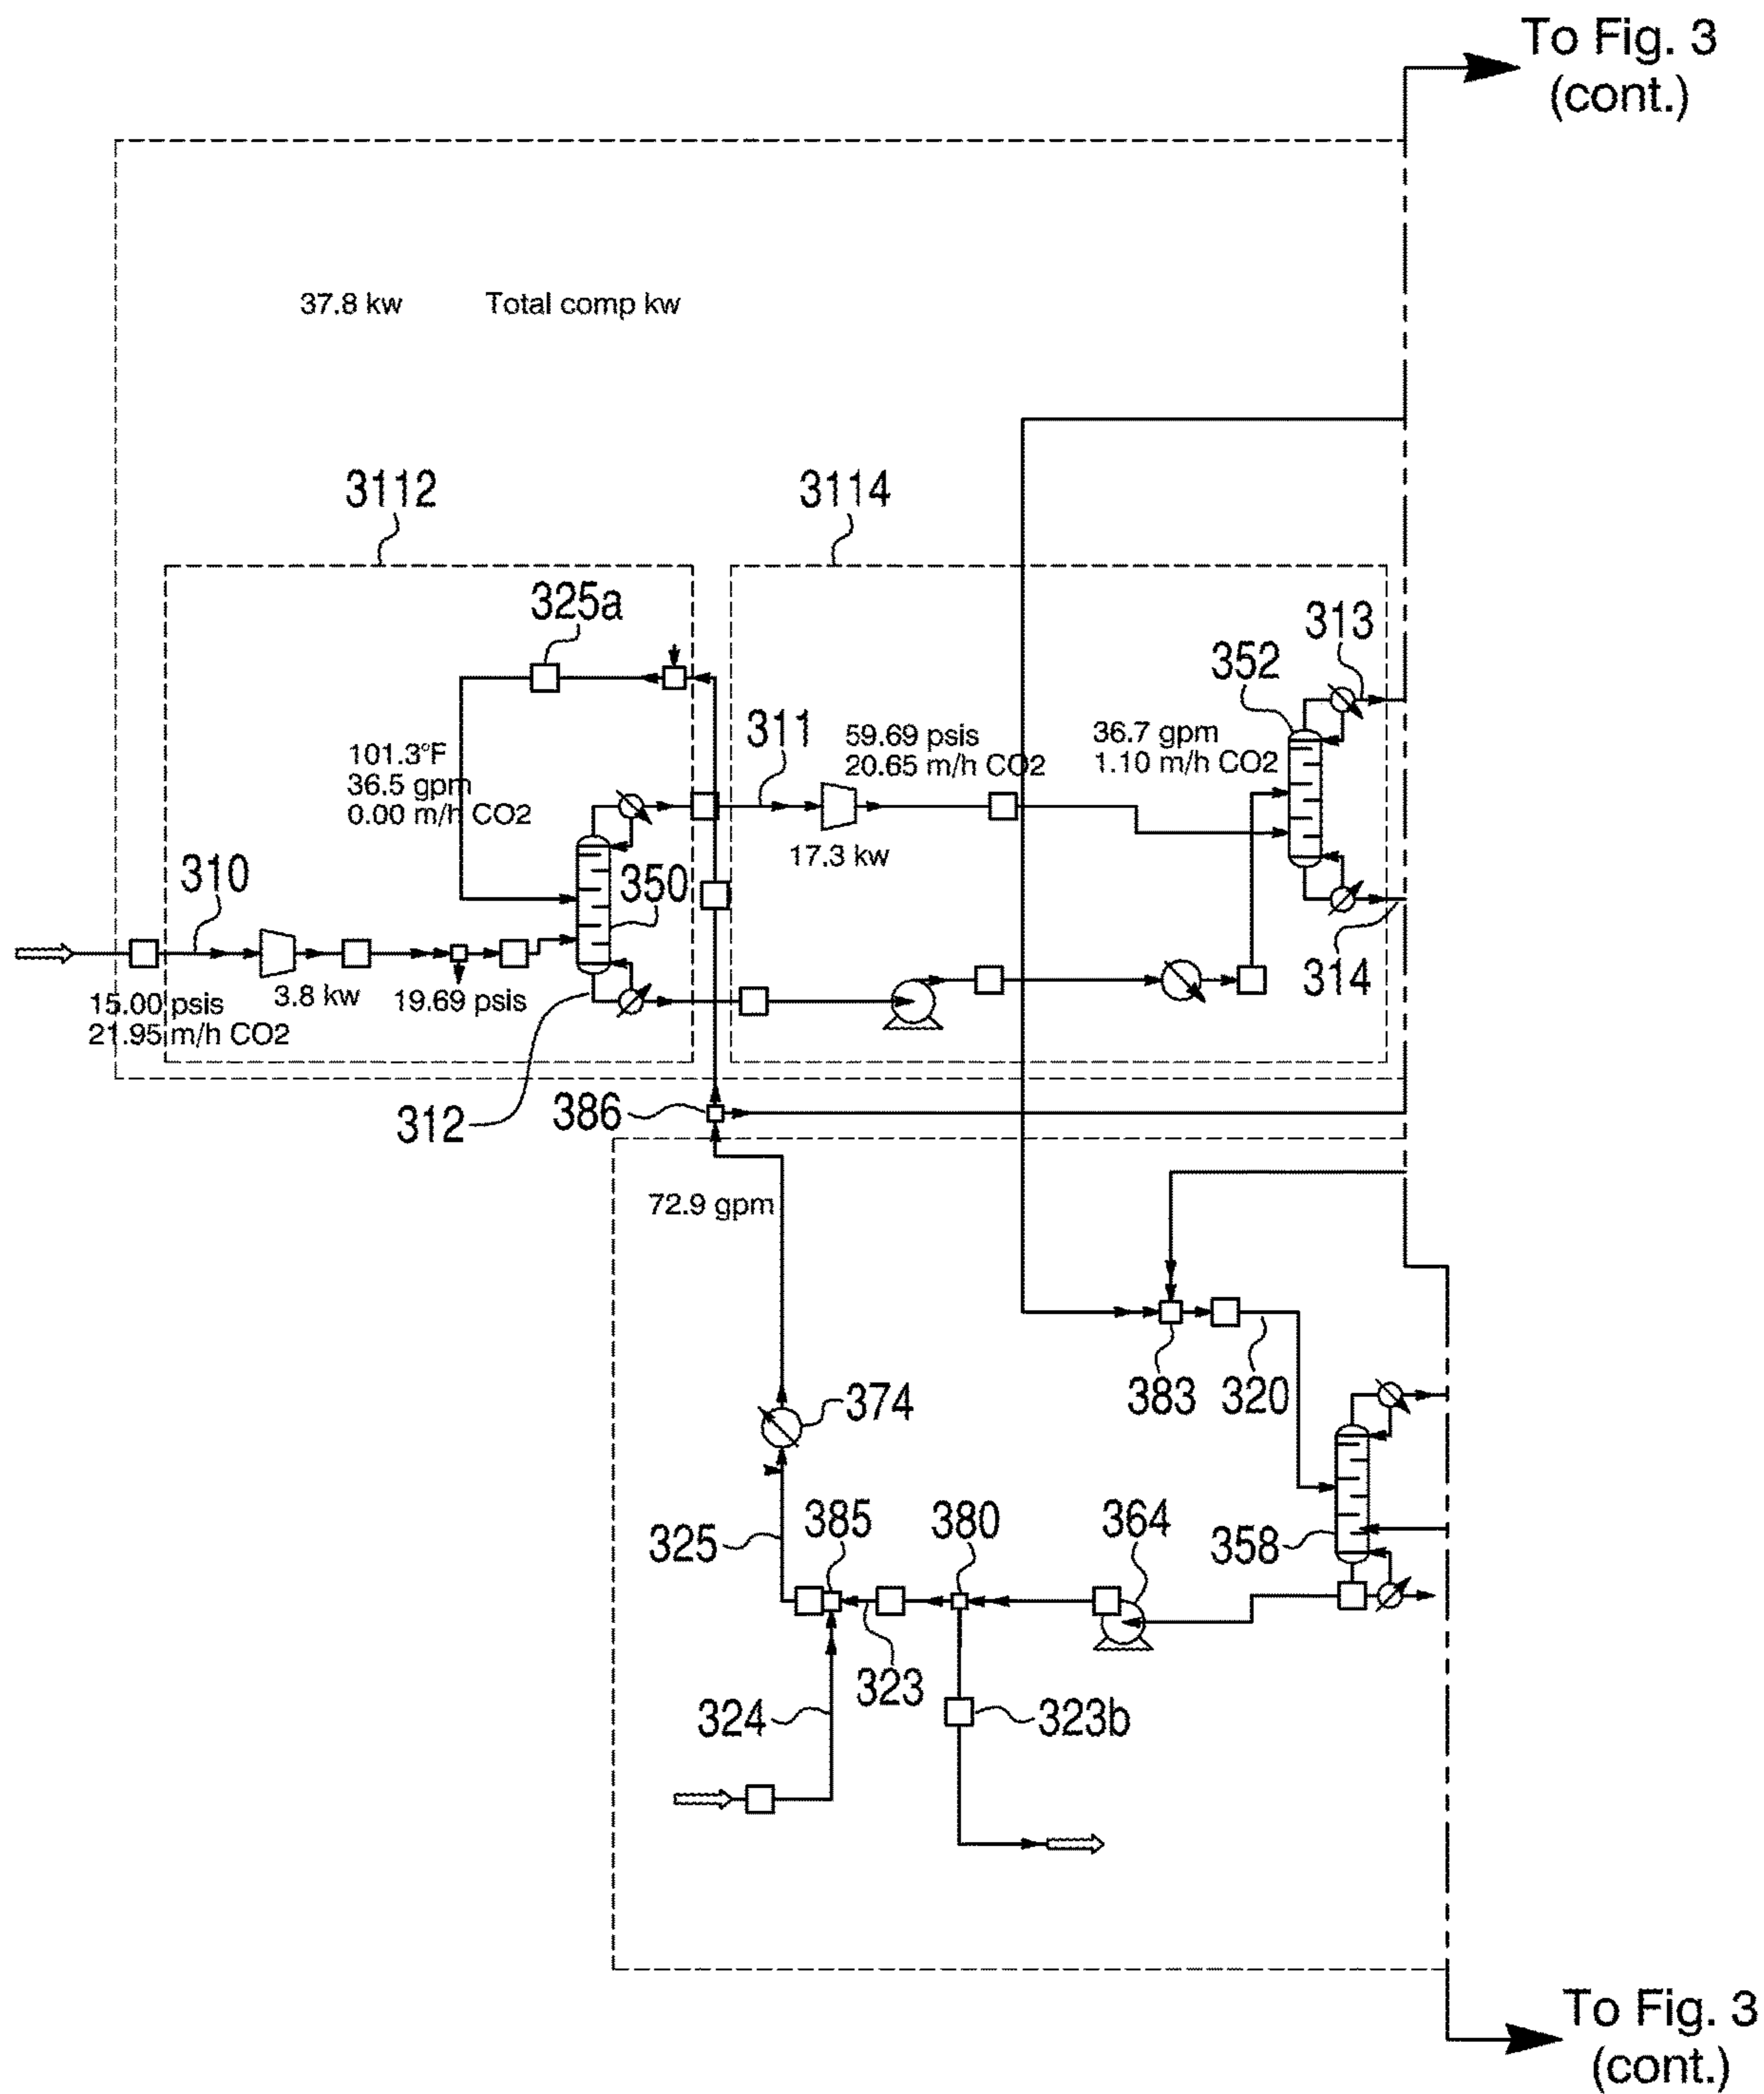 To Fig. 3
(cont.)
37.8 kw Total comp kw
3112
3114
325a
313
352
311
59.69 psis
20.65 m/h CO2
36.7 gpm
1.10 m/h CO2
101.3°F
36.5 gpm
0.00 m/h CO2
17.3 kw
310
350
314
15.00 psis
21.95 m/h CO2
3.8 kw
19.69 psis
312
386
72.9 gpm
383
320
374
325
385
380
364
358
323
324
323b
To Fig. 3
(cont.)